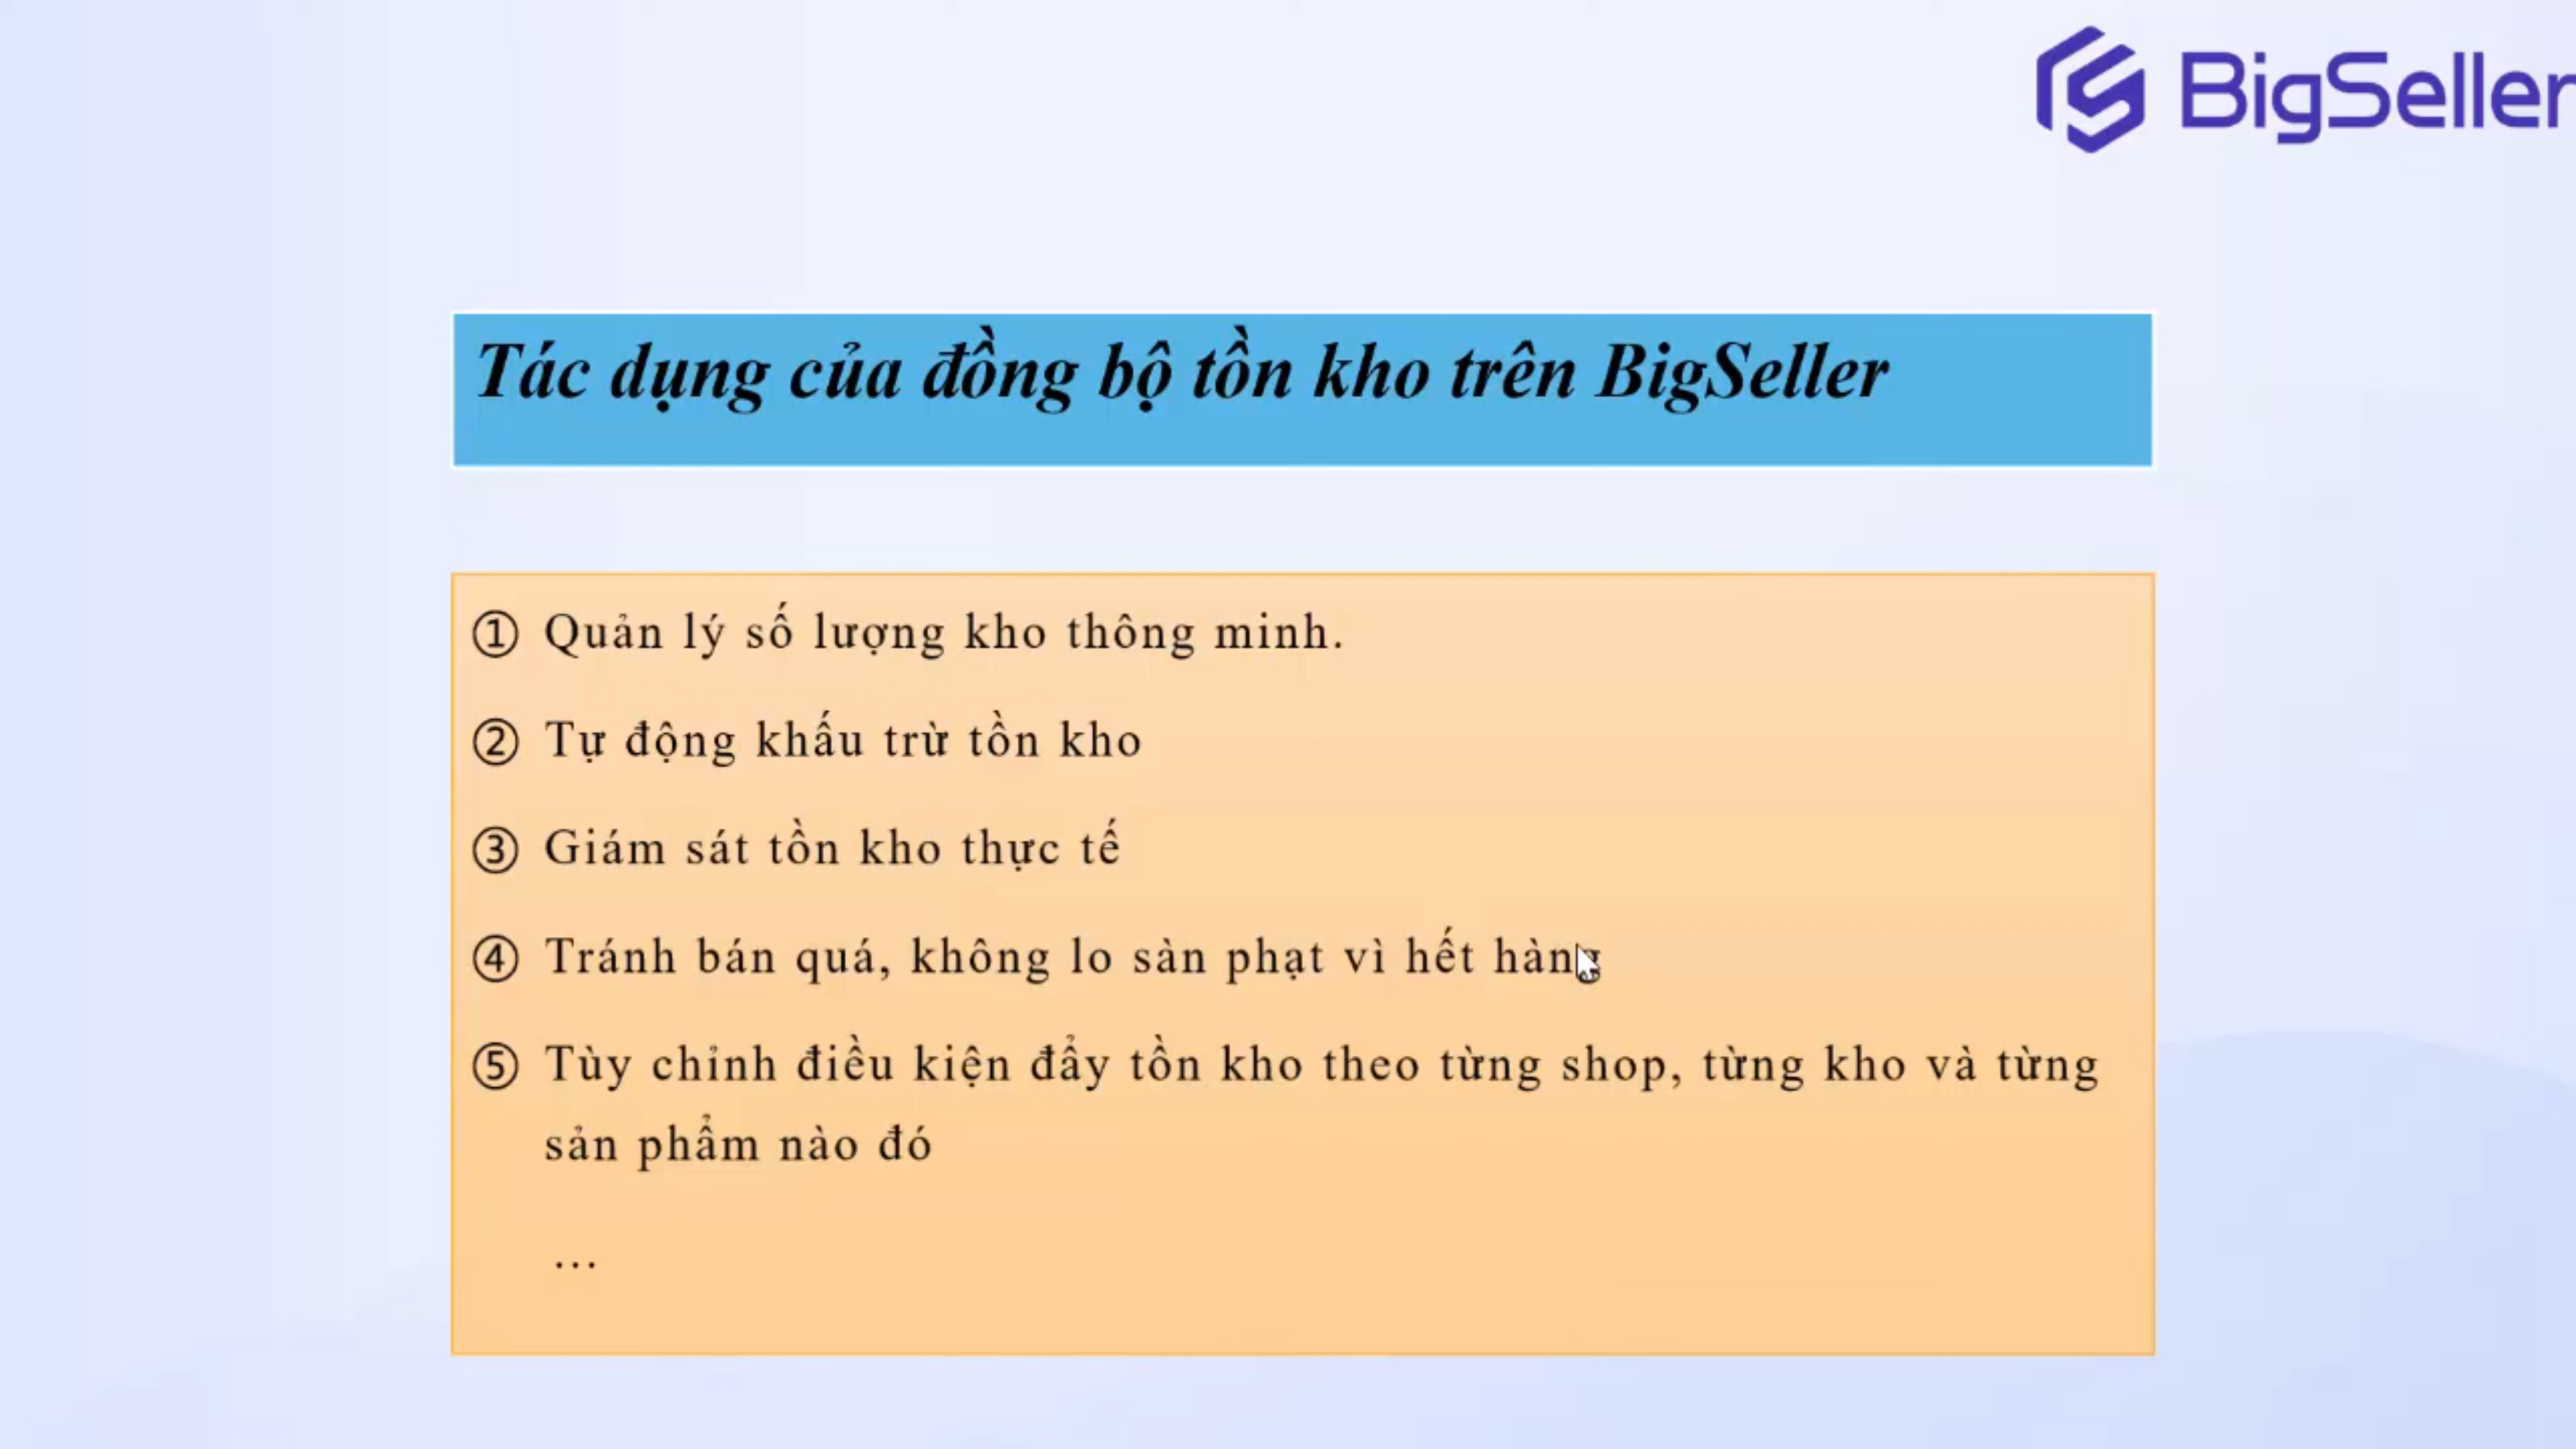 BigSeller
Tác dụng của đồng bộ tồn kho trên BigSeller
① Quản lý số lượng kho thông minh.
② Tự động khấu trừ tồn kho
③ Giám sát tồn kho thực tế
④ Tránh bán quá, không lo sàn phạt vì hết hàng
⑤ Tùy chỉnh điều kiện đẩy tồn kho theo từng shop, từng kho và từng
sản phẩm nào đó
...